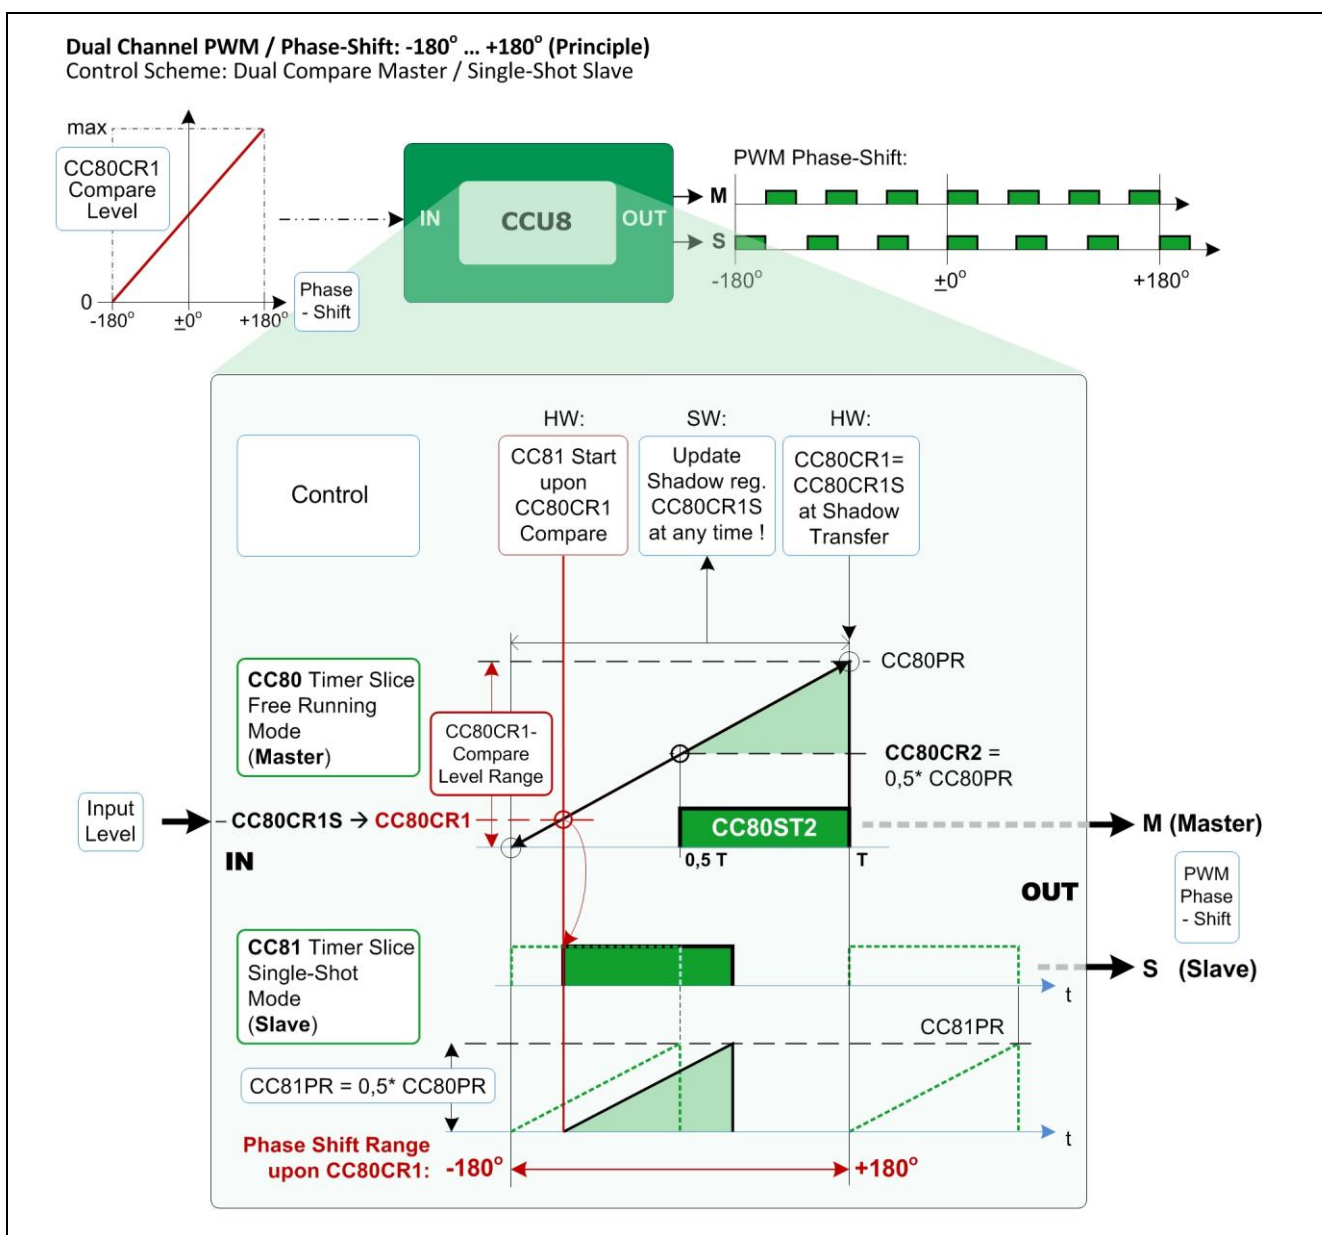 Dual Channel PWM / Phase-Shift: -180° ... +180° (Principle)
Control Scheme: Dual Compare Master / Single-Shot Slave
max
CC80CR1
Compare
Level
0
-180°
±0°
+180°
Phase
- Shift
IN
CCU8
OUT
PWM Phase-Shift:
M
S
-180°
±0°
+180°
HW:
SW:
HW:
Control
CC81 Start
upon
CC80CR1
Compare
Update
Shadow reg.
CC80CR1S
at any time !
CC80CR1=
CC80CR1S
at Shadow
Transfer
CC80 Timer Slice
Free Running
Mode
(Master)
CC80CR1-
Compare
Level Range
CC80PR
CC80CR2 =
0,5* CC80PR
Input
Level
CC80CR1S → CC80CR1
IN
CC80ST2
0,5 T
T
M (Master)
OUT
PWM
Phase
- Shift
CC81 Timer Slice
Single-Shot
Mode
(Slave)
S (Slave)
t
CC81PR
CC81PR = 0,5* CC80PR
t
Phase Shift Range
upon CC80CR1: -180° +180°